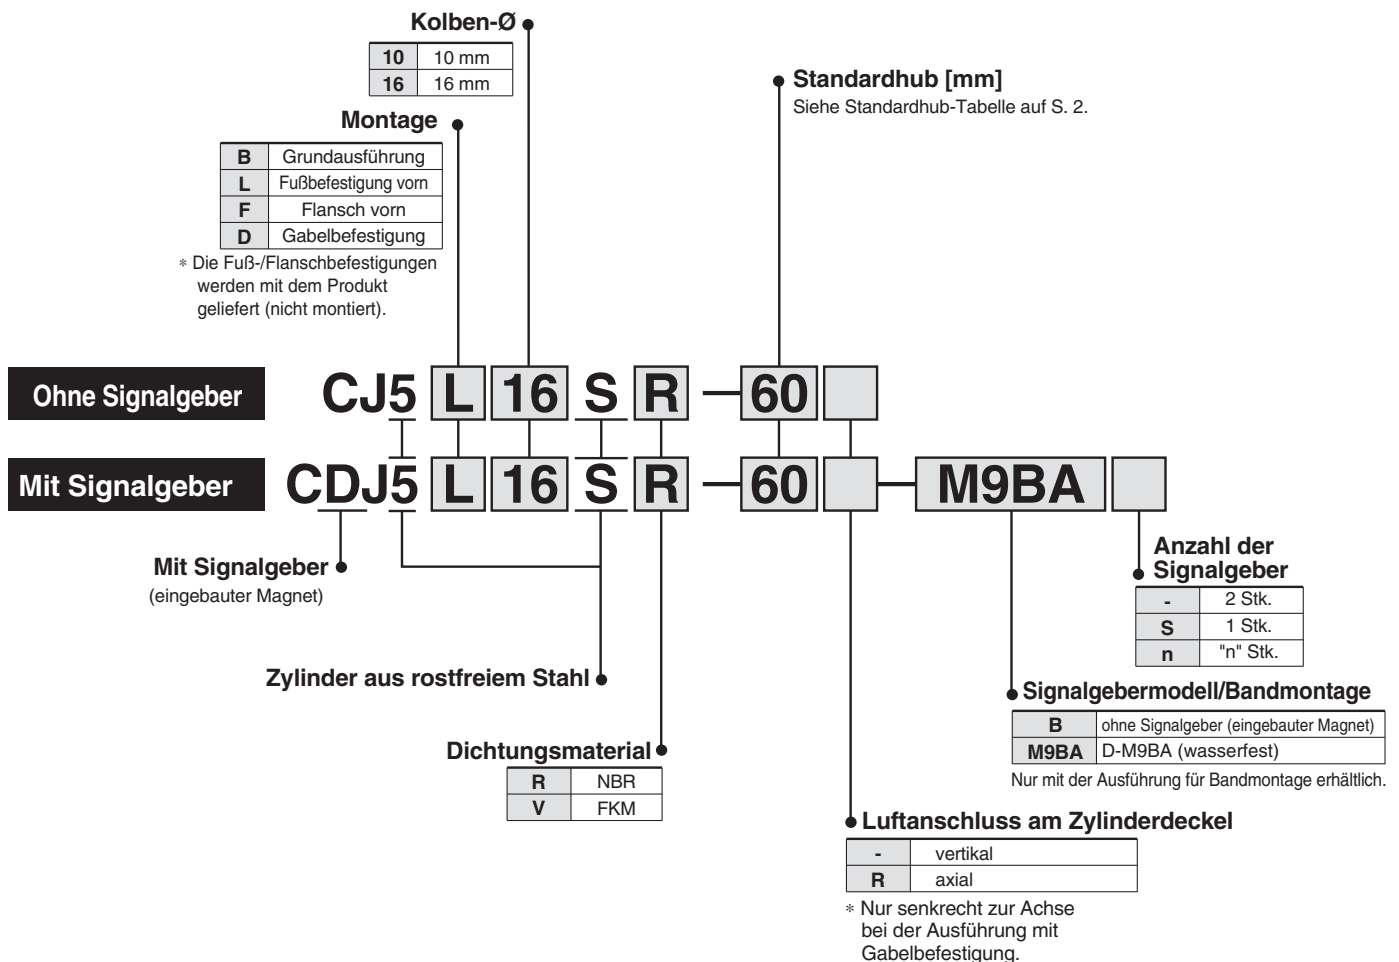 Kolben-Ø
10 10 mm
16 16 mm
Standardhub [mm]
Siehe Standardhub-Tabelle auf S. 2.
Montage
B Grundausführung
L Fußbefestigung vorn
F Flansch vorn
D Gabelbefestigung
* Die Fuß-/Flanschbefestigungen
werden mit dem Produkt
geliefert (nicht montiert).
Ohne Signalgeber CJ5 L 16 S R - 60
Mit Signalgeber CDJ5 L 16 S R - 60 - M9BA
Mit Signalgeber
(eingebauter Magnet)
Anzahl der
Signalgeber
- 2 Stk.
S 1 Stk.
n "n" Stk.
Zylinder aus rostfreiem Stahl
Signalgebermodell/Bandmontage
B ohne Signalgeber (eingebauter Magnet)
M9BA D-M9BA (wasserfest)
Nur mit der Ausführung für Bandmontage erhältlich.
Dichtungsmaterial
R NBR
V FKM
Luftanschluss am Zylinderdeckel
- vertikal
R axial
* Nur senkrecht zur Achse
bei der Ausführung mit
Gabelbefestigung.